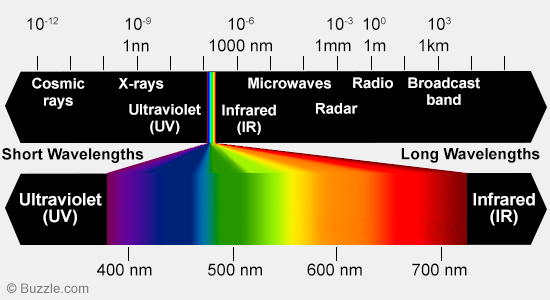 10-12 10-9 10-6 10-3 100 103
1nn 1000 nm 1mm 1m 1km
Cosmic rays X-rays Microwaves Radio Broadcast band
Ultraviolet (UV) Infrared (IR) Radar
Short Wavelengths Long Wavelengths
Ultraviolet (UV) Infrared (IR)
400 nm 500 nm 600 nm 700 nm
© Buzzle.com